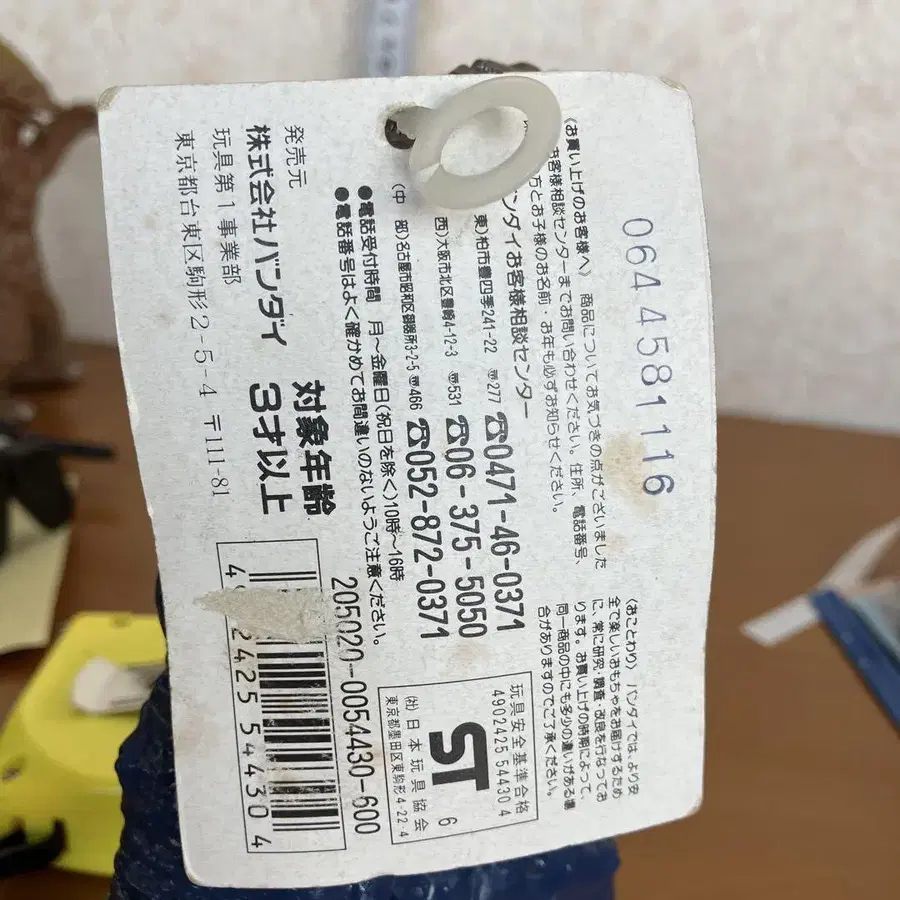 0644581116
(お買い上げのお客様へ) 商品についてお気づきの点がございました
お客様相談センターまでお問い合わせください。住所、電話番号、
方とお子様のお名前・お年も必ずお知らせください。
ンダイお客様相談センター
東)柏市豊四季241-22 〠277 ☎0471-46-0371
西)大阪市北区豊崎4-12-3 〠531 ☎06-375-5050
(中 部)名古屋市昭和区御器所3-2-5 〠466 ☎052-872-0371
●電話受付時間 月〜金曜日(祝日を除く)10時〜16時
●電話番号はよく確かめてお間違いのないようご注意ください。
発売元
株式会社バンダイ
玩具第1事業部
東京都台東区駒形2-5-4 〒111-81
対象年齢
3才以上
(おことわり) バンダイでは、より安
全で楽しいおもちゃをお届けするため
に、常に研究・調査・改良を行なってお
ります。お買い上げの時期によって、
同一商品の中にも多少の違いがある場
合がありますのでご了承ください。
玩具安全基準合格
4902425 54430 4
ST 6
(社)日本玩具協会
東京都墨田区東駒形4-22-4
205020-0054430-600
2425 54430 4